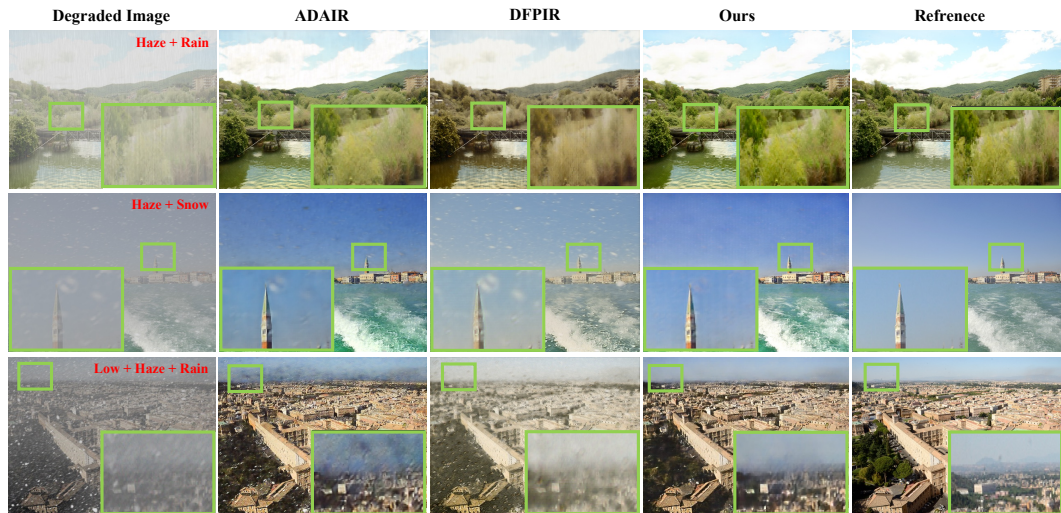 Degraded Image ADAIR DFPIR Ours Refrenece
Haze + Rain
Haze + Snow
Low + Haze + Rain